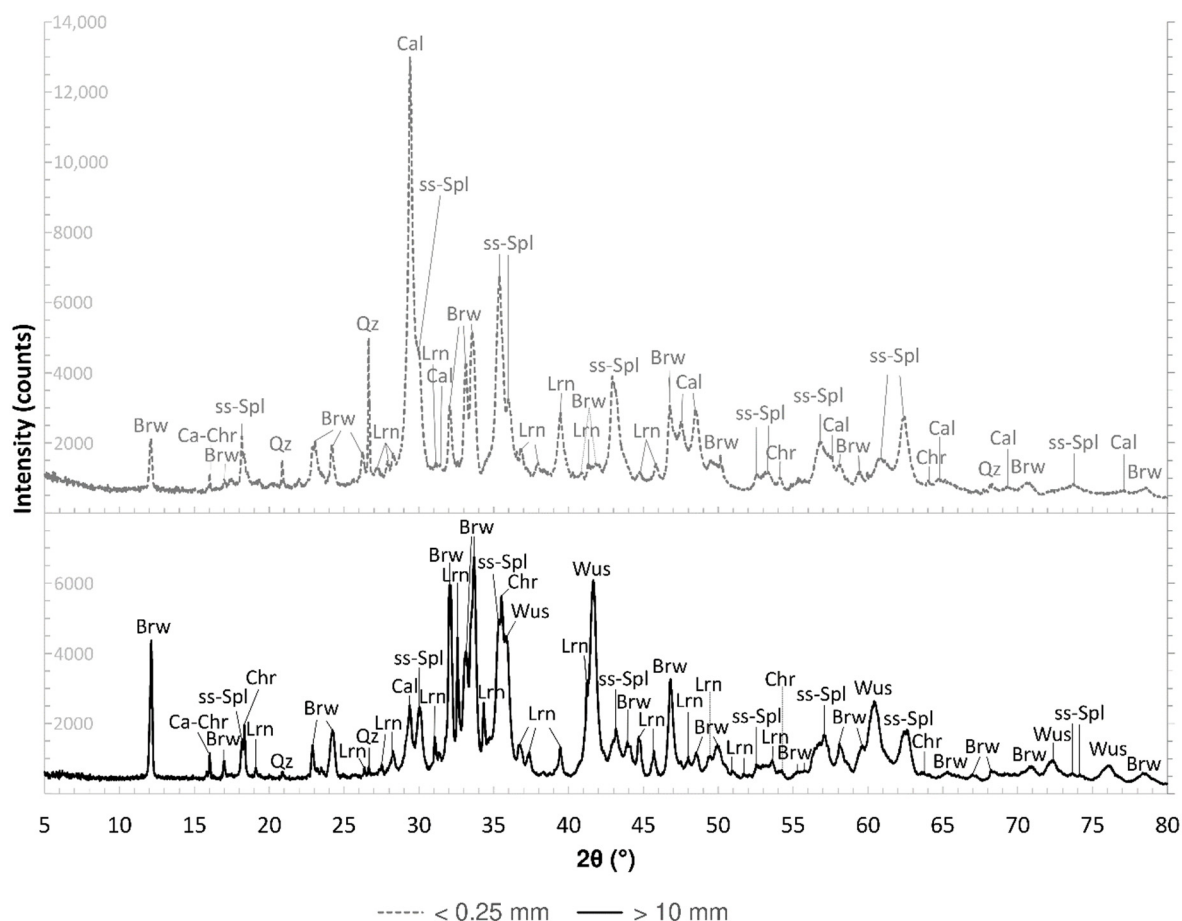 14,000
12,000
10,000
8000
6000
4000
2000
Cal
ss-Spl
ss-Spl
Qz
Brw
Lrn
Cal
Brw
ss-Spl
Ca-Chr
Brw
Qz
Brw
Lrn
Lrn
Lrn
Brw
Lrn
ss-Spl
Lrn
Brw
Cal
Brw
ss-Spl
Chr
ss-Spl
Cal
Brw
ss-Spl
Chr
Cal
Qz
Cal
Brw
ss-Spl
Cal
Brw
Intensity (counts)
6000
4000
2000
Brw
Ca-Chr
ss-Spl
Brw
Chr
Lrn
Qz
Brw
Lrn
Qz
Lrn
Cal
ss-Spl
Lrn
Brw
Lrn
Brw
Lrn
ss-Spl
Chr
Wus
Lrn
Lrn
Wus
ss-Spl
Brw
Lrn
Brw
Lrn
Brw
Lrn
Lrn
ss-Spl
Chr
Lrn
Brw
ss-Spl
Brw
Wus
ss-Spl
Chr
Brw
Brw
Brw
Wus
ss-Spl
Wus
Brw
5 10 15 20 25 30 35 40 45 50 55 60 65 70 75 80
2θ (°)
< 0.25 mm > 10 mm